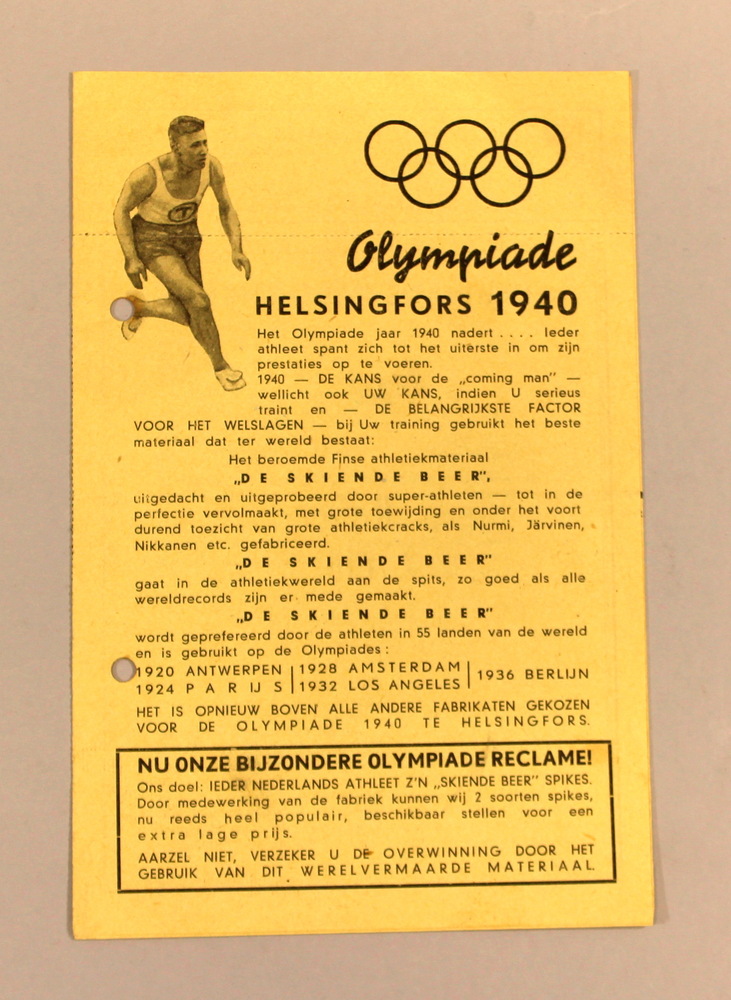 Olympiade
HELSINGFORS 1940
Het Olympiade jaar 1940 nadert .... Ieder
athleet spant zich tot het uiterste in om zijn
prestaties op te voeren.
1940 — DE KANS voor de „coming man” —
wellicht ook UW KANS, indien U serieus
traint en — DE BELANGRIJKSTE FACTOR
VOOR HET WELSLAGEN — bij Uw training gebruikt het beste
materiaal dat ter wereld bestaat:
Het beroemde Finse athletiekmateriaal
„DE SKIENDE BEER”,
uitgedacht en uitgeprobeerd door super-athleten — tot in de
perfectie vervolmaakt, met grote toewijding en onder het voort
durend toezicht van grote athletiekcracks, als Nurmi, Järvinen,
Nikkanen etc. gefabriceerd.
„DE SKIENDE BEER”
gaat in de athletiekwereld aan de spits, zo goed als alle
wereldrecords zijn er mede gemaakt.
„DE SKIENDE BEER”
wordt geprefereerd door de athleten in 55 landen van de wereld
en is gebruikt op de Olympiades:
1920 ANTWERPEN | 1928 AMSTERDAM | 1936 BERLIJN
1924 PARIJS | 1932 LOS ANGELES
HET IS OPNIEUW BOVEN ALLE ANDERE FABRIKATEN GEKOZEN
VOOR DE OLYMPIADE 1940 TE HELSINGFORS.
NU ONZE BIJZONDERE OLYMPIADE RECLAME!
Ons doel: IEDER NEDERLANDS ATHLEET Z'N „SKIENDE BEER” SPIKES.
Door medewerking van de fabriek kunnen wij 2 soorten spikes,
nu reeds heel populair, beschikbaar stellen voor een
extra lage prijs.
AARZEL NIET, VERZEKER U DE OVERWINNING DOOR HET
GEBRUIK VAN DIT WERELVERMAARDE MATERIAAL.